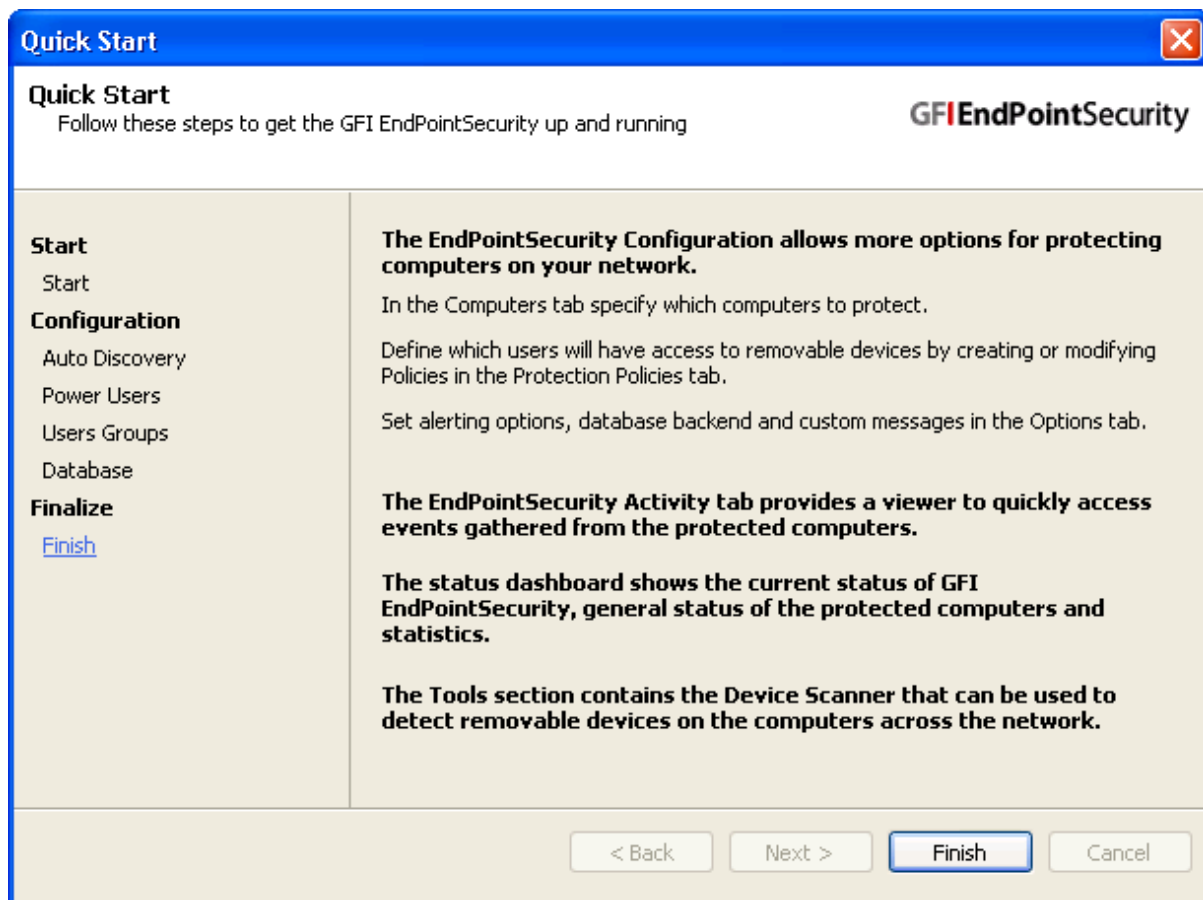 Quick Start
Quick Start
Follow these steps to get the GFI EndPointSecurity up and running
GFIEndPointSecurity
Start
Start
Configuration
Auto Discovery
Power Users
Users Groups
Database
Finalize
Finish
The EndPointSecurity Configuration allows more options for protecting
computers on your network.
In the Computers tab specify which computers to protect.
Define which users will have access to removable devices by creating or modifying
Policies in the Protection Policies tab.
Set alerting options, database backend and custom messages in the Options tab.
The EndPointSecurity Activity tab provides a viewer to quickly access
events gathered from the protected computers.
The status dashboard shows the current status of GFI
EndPointSecurity, general status of the protected computers and
statistics.
The Tools section contains the Device Scanner that can be used to
detect removable devices on the computers across the network.
< Back
Next >
Finish
Cancel